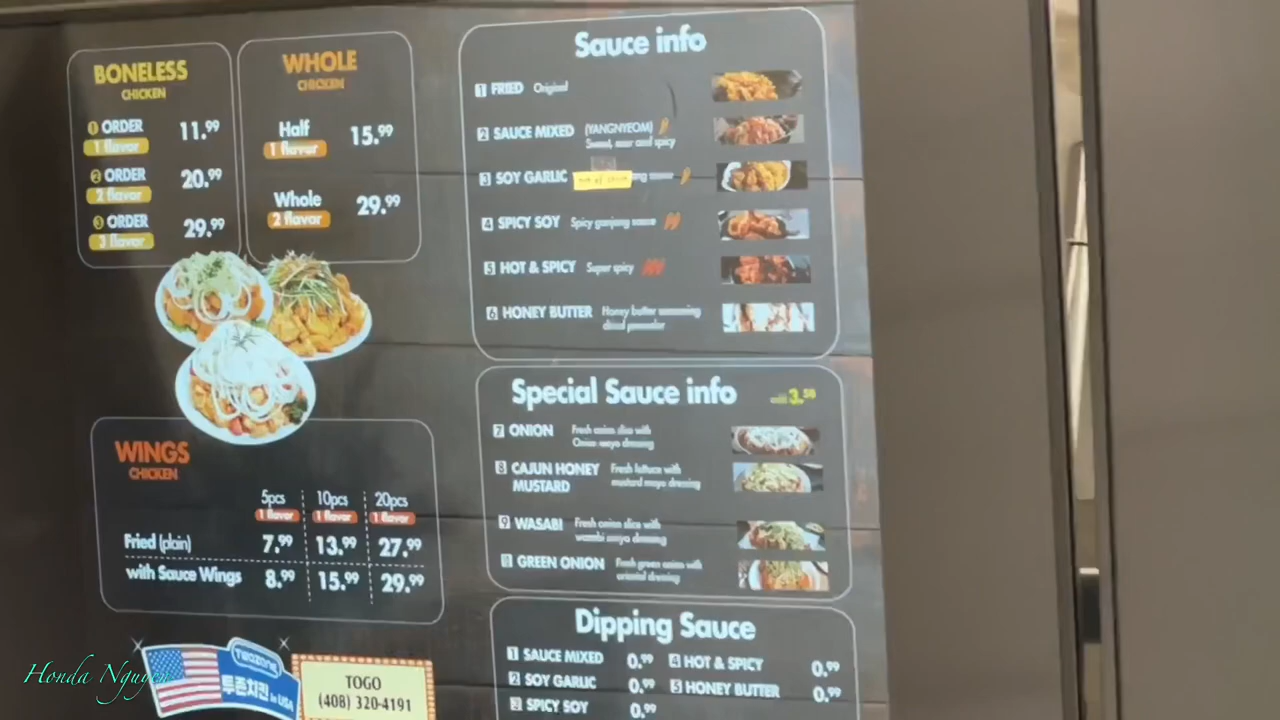 BONELESS
CHICKEN
1 ORDER 11.99
1 flavor
2 ORDER 20.99
2 flavor
3 ORDER 29.99
3 flavor
WHOLE
CHICKEN
Half 15.99
1 flavor
Whole 29.99
2 flavor
WINGS
CHICKEN
5pcs 10pcs 20pcs
1 flavor 1 flavor 1 flavor
Fried (plain) 7.99 13.99 27.99
with Sauce Wings 8.99 15.99 29.99
TWOZONE
투존치킨 in USA
TOGO
(408) 320-4191
Sauce info
1 FRIED Original
2 SAUCE MIXED (YANGNYEOM)
Sweet, sour and spicy
3 SOY GARLIC
4 SPICY SOY Spicy ganjang sauce
5 HOT & SPICY Super spicy
6 HONEY BUTTER Honey butter seasoning
Special Sauce info 3.50
7 ONION Fresh onion slice with
Onion mayo dressing
8 CAJUN HONEY MUSTARD Fresh lettuce with
mustard mayo dressing
9 WASABI Fresh onion slice with
wasabi mayo dressing
GREEN ONION Fresh green onion with
oriental dressing
Dipping Sauce
1 SAUCE MIXED 0.99 4 HOT & SPICY 0.99
2 SOY GARLIC 0.99 5 HONEY BUTTER 0.99
3 SPICY SOY 0.99
Honda Nguyen